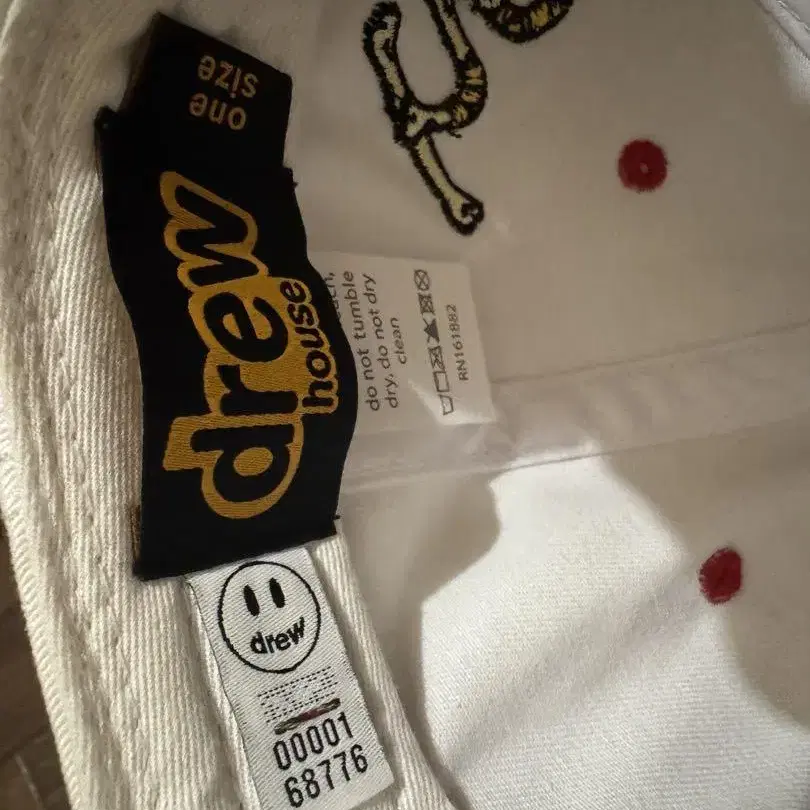 one
size
drew
house
do not tumble
dry, do not dry
clean
RN161882
drew
00001
68776